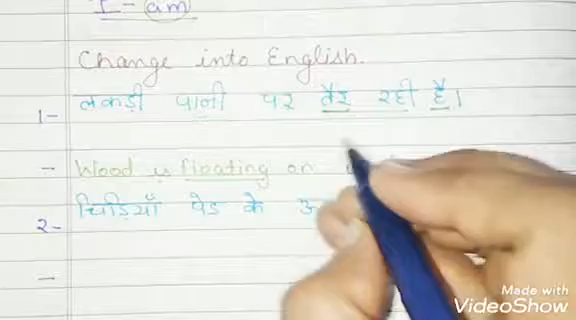 I - am
Change into English.
1- लकड़ी पानी पर तैर रही है।
- Wood is floating on
2- चिड़ियाँ पेड के
-
Made with
VideoShow